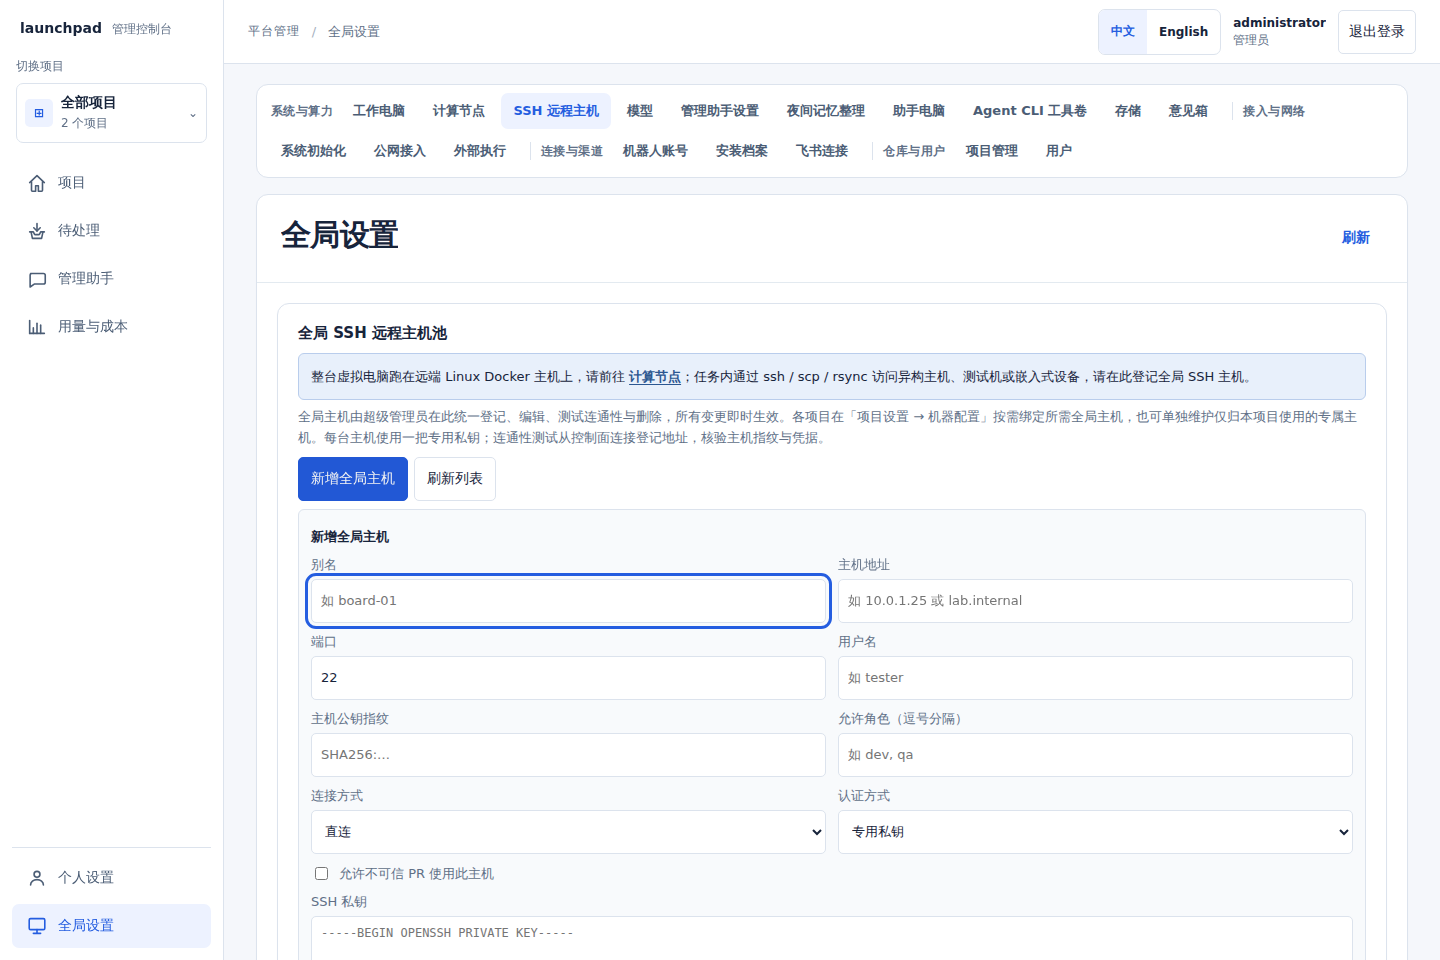 launchpad 管理控制台
切换项目
全部项目
2 个项目
项目
待处理
管理助手
用量与成本
个人设置
全局设置
平台管理 / 全局设置
中文 English
administrator
管理员
退出登录
系统与算力 工作电脑 计算节点 SSH 远程主机 模型 管理助手设置 夜间记忆整理 助手电脑 Agent CLI 工具卷 存储 意见箱 接入与网络
系统初始化 公网接入 外部执行 连接与渠道 机器人账号 安装档案 飞书连接 仓库与用户 项目管理 用户
全局设置
刷新
全局 SSH 远程主机池
整台虚拟电脑跑在远端 Linux Docker 主机上，请前往 计算节点；任务内通过 ssh / scp / rsync 访问异构主机、测试机或嵌入式设备，请在此登记全局 SSH 主机。
全局主机由超级管理员在此统一登记、编辑、测试连通性与删除，所有变更即时生效。各项目在「项目设置 → 机器配置」按需绑定所需全局主机，也可单独维护仅归本项目使用的专属主
机。每台主机使用一把专用私钥；连通性测试从控制面连接登记地址，核验主机指纹与凭据。
新增全局主机 刷新列表
新增全局主机
别名 主机地址
如 board-01 如 10.0.1.25 或 lab.internal
端口 用户名
22 如 tester
主机公钥指纹 允许角色（逗号分隔）
SHA256:... 如 dev, qa
连接方式 认证方式
直连 专用私钥
允许不可信 PR 使用此主机
SSH 私钥
-----BEGIN OPENSSH PRIVATE KEY-----